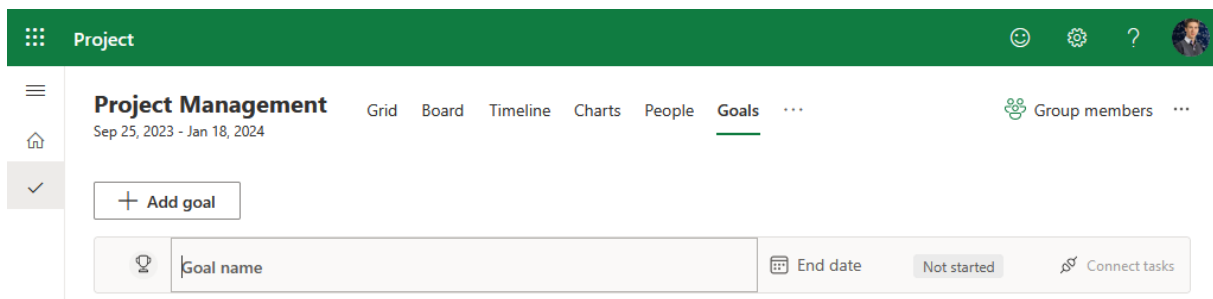 Project
?
Project Management Grid Board Timeline Charts People Goals ··· Group members ···
Sep 25, 2023 - Jan 18, 2024
+ Add goal
Goal name End date Not started Connect tasks